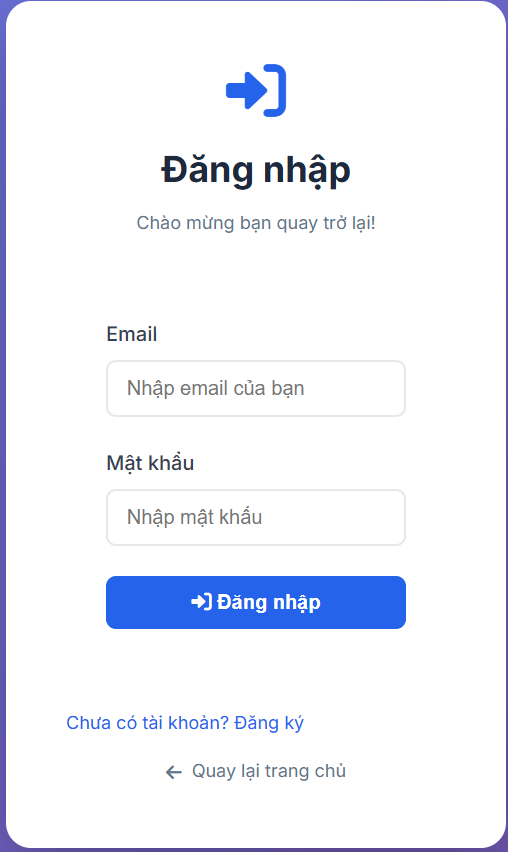 Đăng nhập
Chào mừng bạn quay trở lại!
Email
Nhập email của bạn
Mật khẩu
Nhập mật khẩu
Đăng nhập
Chưa có tài khoản? Đăng ký
Quay lại trang chủ